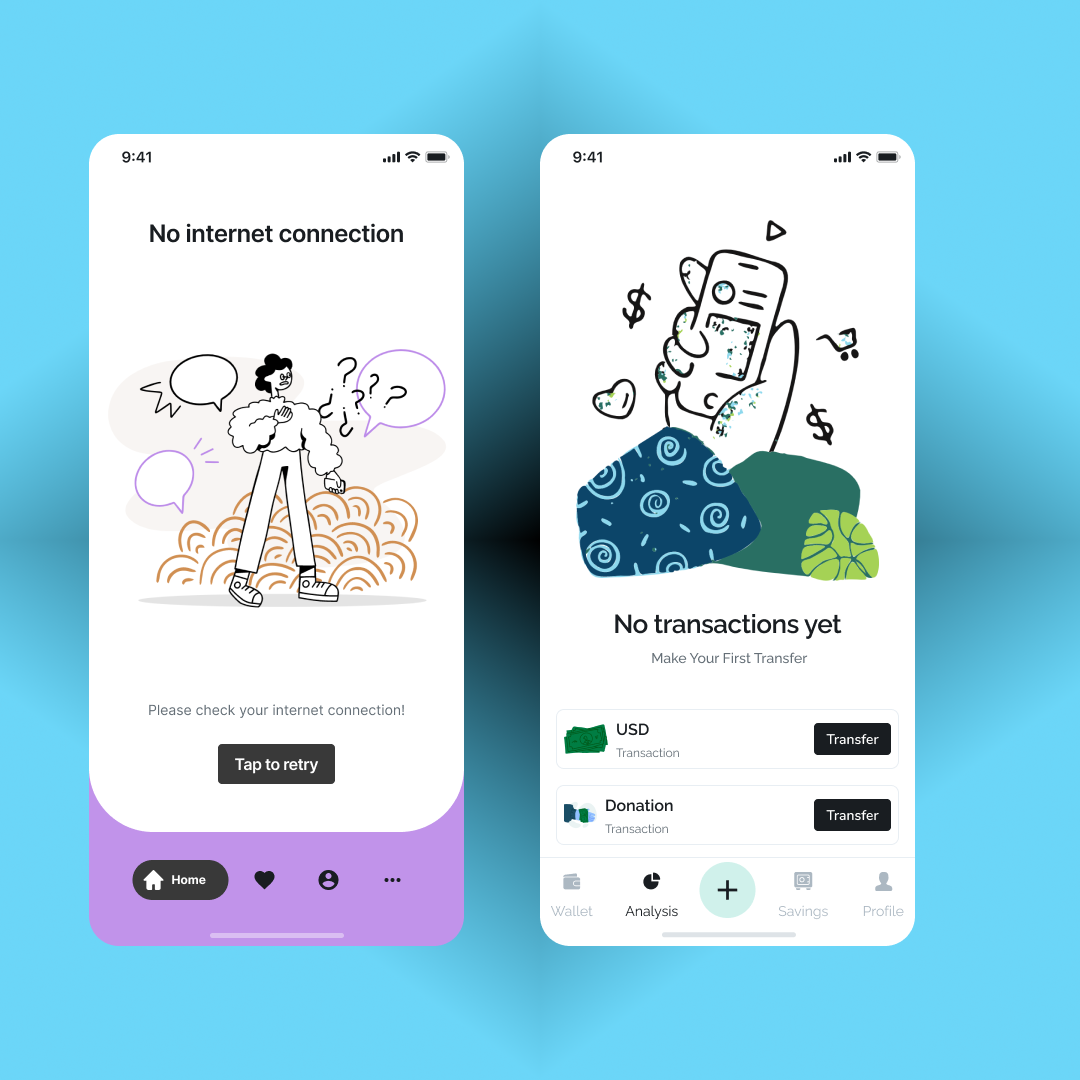 9:41
No internet connection
Please check your internet connection!
Tap to retry
Home
9:41
No transactions yet
Make Your First Transfer
USD
Transaction
Transfer
Donation
Transaction
Transfer
Wallet
Analysis
Savings
Profile